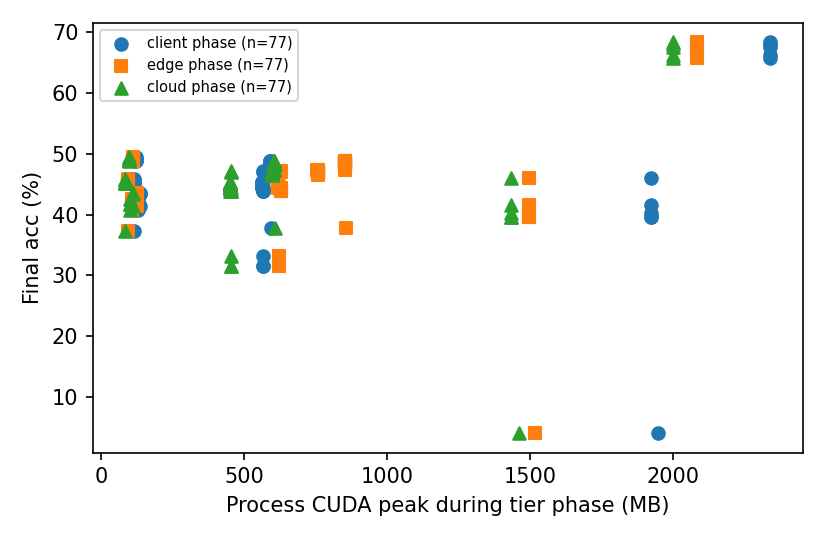 client phase (n=77)
edge phase (n=77)
cloud phase (n=77)
70
60
50
40
30
20
10
Final acc (%)
0 500 1000 1500 2000
Process CUDA peak during tier phase (MB)